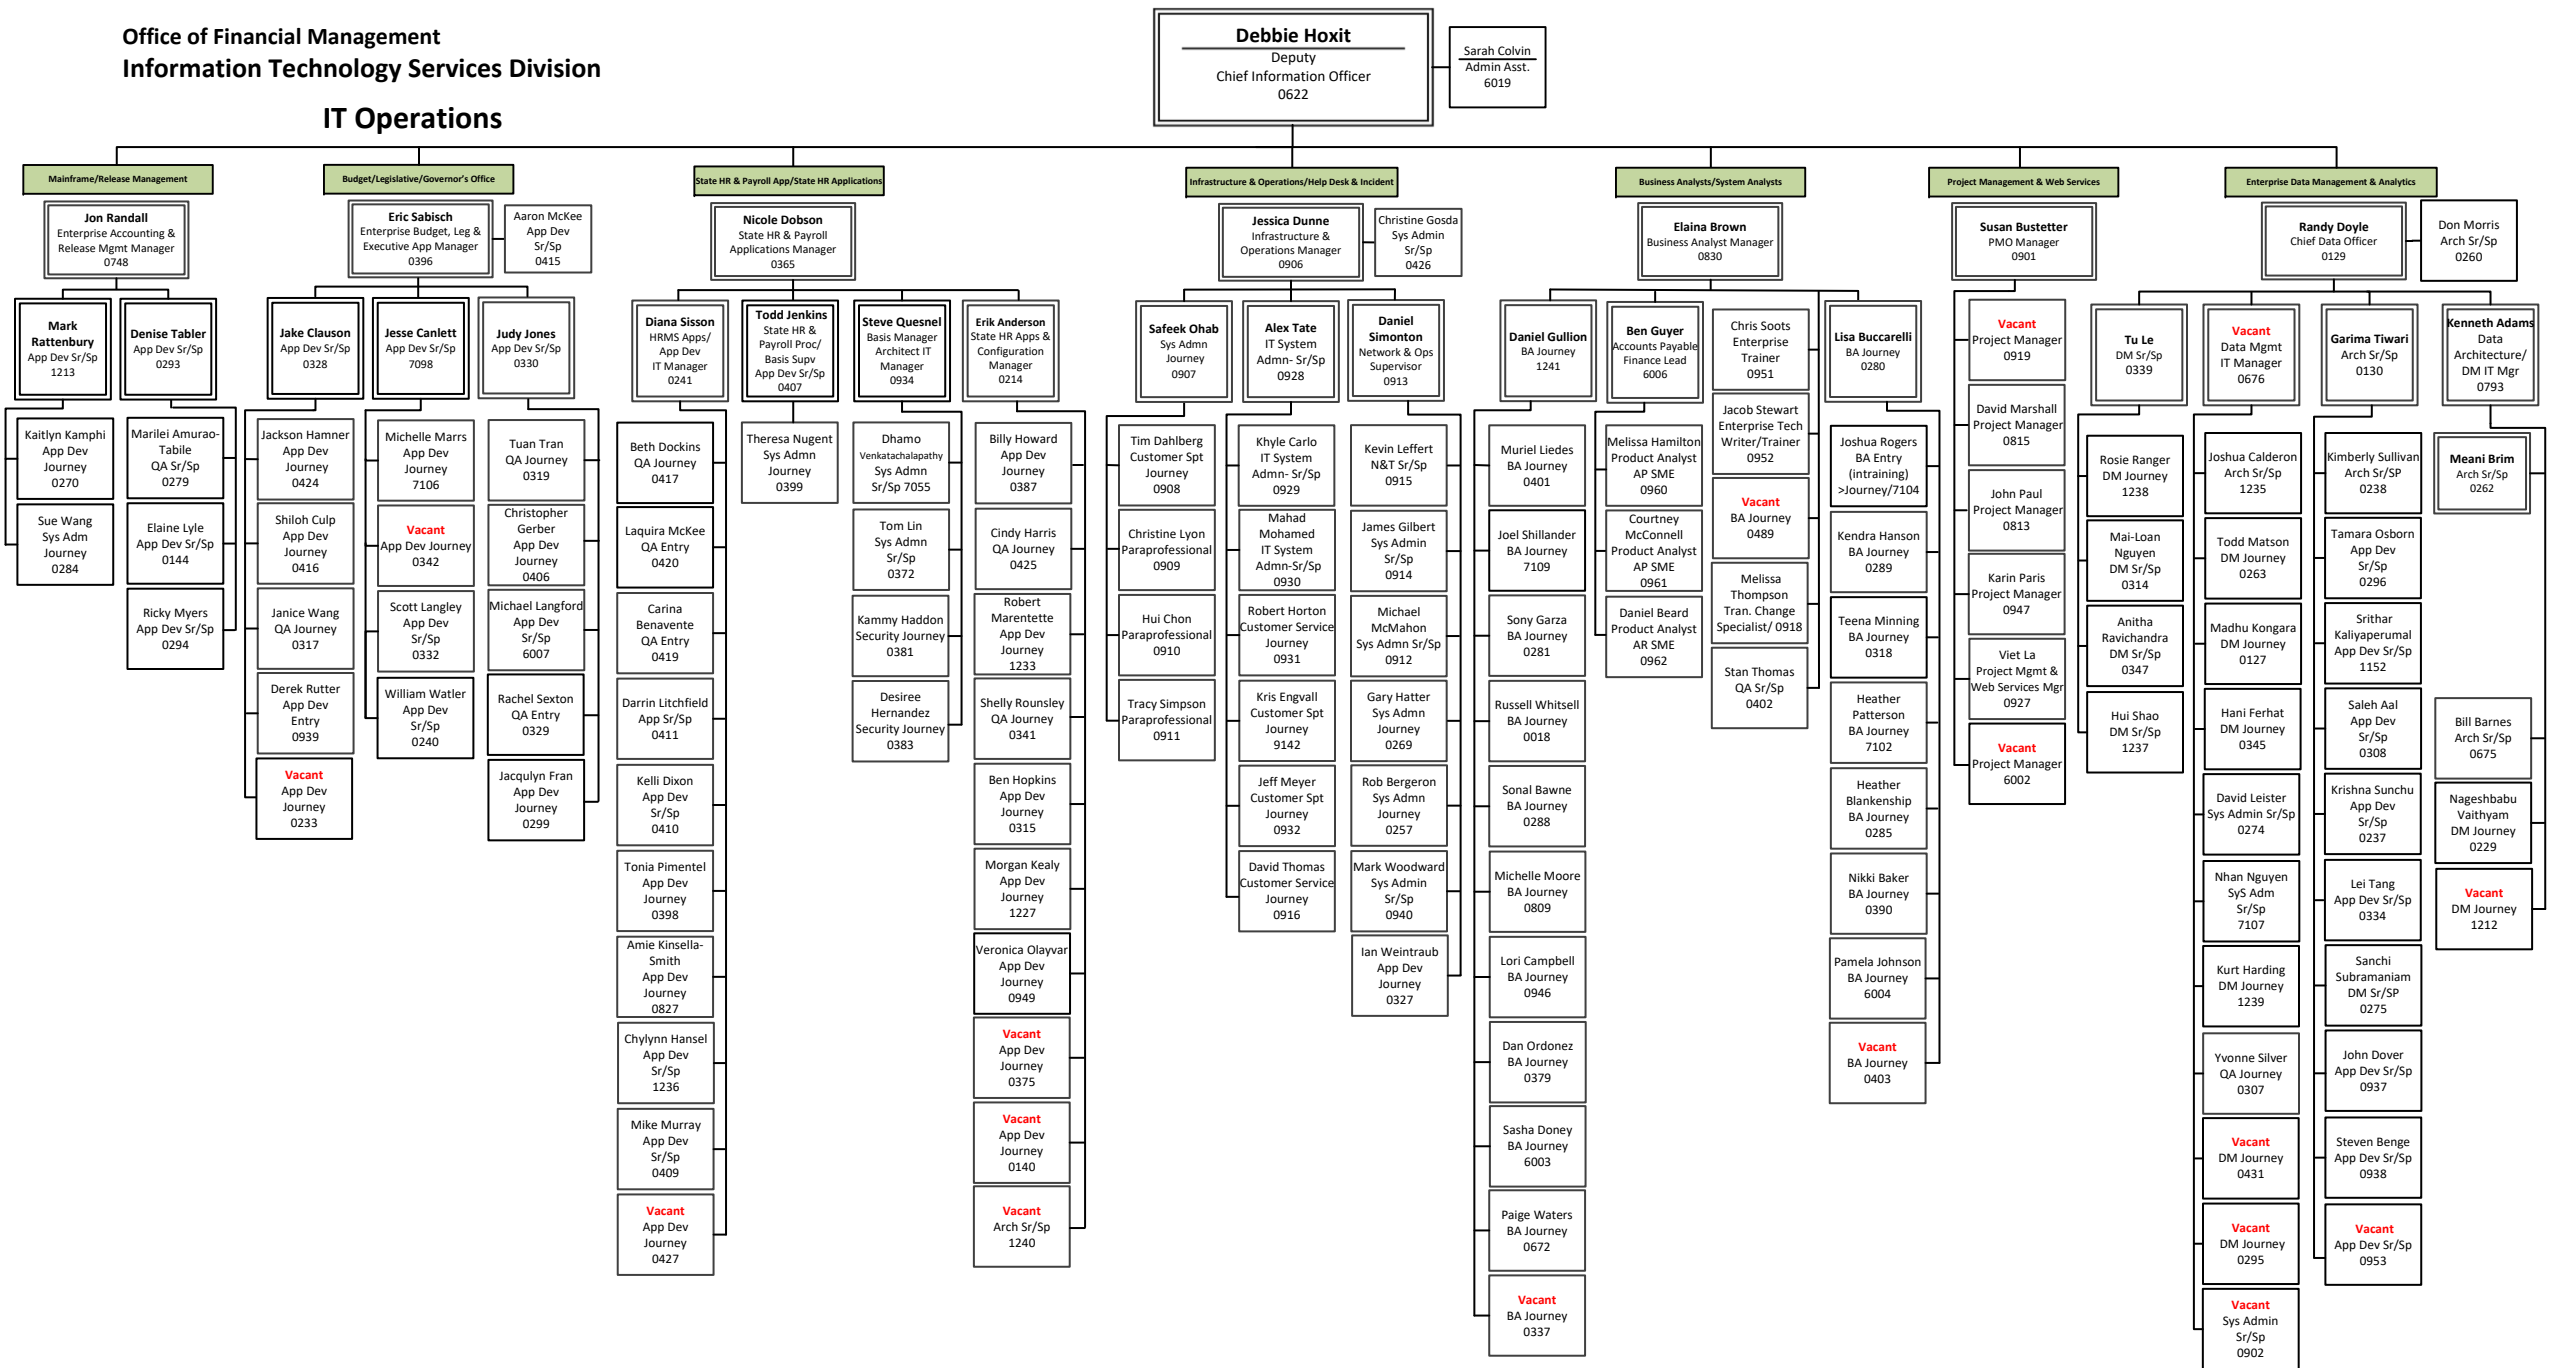 Office of Financial Management
Information Technology Services Division
IT Operations
Debbie Hoxit
Deputy
Chief Information Officer
0622
Sarah Colvin
Admin Asst.
6019
Mainframe/Release Management
Jon Randall
Enterprise Accounting &
Release Mgmt Manager
0748
Mark
Rattenbury
App Dev Sr/Sp
1213
Kaitlyn Kamphi
App Dev
Journey
0270
Sue Wang
Sys Adm
Journey
0284
Denise Tabler
App Dev Sr/Sp
0293
Marilei Amurao-
Tabile
QA Sr/Sp
0279
Elaine Lyle
App Dev Sr/Sp
0144
Ricky Myers
App Dev Sr/Sp
0294
Budget/Legislative/Governor's Office
Eric Sabisch
Enterprise Budget, Leg &
Executive App Manager
0396
Aaron McKee
App Dev
Sr/Sp
0415
Jake Clauson
App Dev Sr/Sp
0328
Jackson Hamner
App Dev
Journey
0424
Shiloh Culp
App Dev
Journey
0416
Janice Wang
QA Journey
0317
Derek Rutter
App Dev
Entry
0939
Vacant
App Dev
Journey
0233
Jesse Canlett
App Dev Sr/Sp
7098
Michelle Marrs
App Dev
Journey
7106
Vacant
App Dev Journey
0342
Scott Langley
App Dev
Sr/Sp
0332
William Watler
App Dev
Sr/Sp
0240
Judy Jones
App Dev Sr/Sp
0330
Tuan Tran
QA Journey
0319
Christopher
Gerber
App Dev
Journey
0406
Michael Langford
App Dev
Sr/Sp
6007
Rachel Sexton
QA Entry
0329
Jacqulyn Fran
App Dev
Journey
0299
State HR & Payroll App/State HR Applications
Nicole Dobson
State HR & Payroll
Applications Manager
0365
Diana Sisson
HRMS Apps/
App Dev
IT Manager
0241
Beth Dockins
QA Journey
0417
Laquira McKee
QA Entry
0420
Carina
Benavente
QA Entry
0419
Darrin Litchfield
App Sr/Sp
0411
Kelli Dixon
App Dev
Sr/Sp
0410
Tonia Pimentel
App Dev
Journey
0398
Amie Kinsella-
Smith
App Dev
Journey
0827
Chylynn Hansel
App Dev
Sr/Sp
1236
Mike Murray
App Dev
Sr/Sp
0409
Vacant
App Dev
Journey
0427
Todd Jenkins
State HR &
Payroll Proc/
Basis Supv
App Dev Sr/Sp
0407
Theresa Nugent
Sys Admn
Journey
0399
Steve Quesnel
Basis Manager
Architect IT
Manager
0934
Dhamo
Venkatachalapathy
Sys Admn
Sr/Sp 7055
Tom Lin
Sys Admn
Sr/Sp
0372
Kammy Haddon
Security Journey
0381
Desiree
Hernandez
Security Journey
0383
Erik Anderson
State HR Apps &
Configuration
Manager
0214
Billy Howard
App Dev
Journey
0387
Cindy Harris
QA Journey
0425
Robert
Marentette
App Dev
Journey
1233
Shelly Rounsley
QA Journey
0341
Ben Hopkins
App Dev
Journey
0315
Morgan Kealy
App Dev
Journey
1227
Veronica Olayvar
App Dev
Journey
0949
Vacant
App Dev
Journey
0375
Vacant
App Dev
Journey
0140
Vacant
Arch Sr/Sp
1240
Infrastructure & Operations/Help Desk & Incident
Jessica Dunne
Infrastructure &
Operations Manager
0906
Christine Gosda
Sys Admin
Sr/Sp
0426
Safeek Ohab
Sys Admn
Journey
0907
Tim Dahlberg
Customer Spt
Journey
0908
Christine Lyon
Paraprofessional
0909
Hui Chon
Paraprofessional
0910
Tracy Simpson
Paraprofessional
0911
Alex Tate
IT System
Admn- Sr/Sp
0928
Khyle Carlo
IT System
Admn- Sr/Sp
0929
Mahad
Mohamed
IT System
Admn-Sr/Sp
0930
Robert Horton
Customer Service
Journey
0931
Kris Engvall
Customer Spt
Journey
9142
Jeff Meyer
Customer Spt
Journey
0932
David Thomas
Customer Service
Journey
0916
Daniel
Simonton
Network & Ops
Supervisor
0913
Kevin Leffert
N&T Sr/Sp
0915
James Gilbert
Sys Admin
Sr/Sp
0914
Michael
McMahon
Sys Admn Sr/Sp
0912
Gary Hatter
Sys Admn
Journey
0269
Rob Bergeron
Sys Admn
Journey
0257
Mark Woodward
Sys Admin
Sr/Sp
0940
Ian Weintraub
App Dev
Journey
0327
Business Analysts/System Analysts
Elaina Brown
Business Analyst Manager
0830
Daniel Gullion
BA Journey
1241
Muriel Liedes
BA Journey
0401
Joel Shillander
BA Journey
7109
Sony Garza
BA Journey
0281
Russell Whitsell
BA Journey
0018
Sonal Bawne
BA Journey
0288
Michelle Moore
BA Journey
0809
Lori Campbell
BA Journey
0946
Dan Ordonez
BA Journey
0379
Sasha Doney
BA Journey
6003
Paige Waters
BA Journey
0672
Vacant
BA Journey
0337
Ben Guyer
Accounts Payable
Finance Lead
6006
Melissa Hamilton
Product Analyst
AP SME
0960
Courtney
McConnell
Product Analyst
AP SME
0961
Daniel Beard
Product Analyst
AR SME
0962
Chris Soots
Enterprise
Trainer
0951
Jacob Stewart
Enterprise Tech
Writer/Trainer
0952
Vacant
BA Journey
0489
Melissa
Thompson
Tran. Change
Specialist/ 0918
Stan Thomas
QA Sr/Sp
0402
Lisa Buccarelli
BA Journey
0280
Joshua Rogers
BA Entry
(intraining)
>Journey/7104
Kendra Hanson
BA Journey
0289
Teena Minning
BA Journey
0318
Heather
Patterson
BA Journey
7102
Heather
Blankenship
BA Journey
0285
Nikki Baker
BA Journey
0390
Pamela Johnson
BA Journey
6004
Vacant
BA Journey
0403
Project Management & Web Services
Susan Bustetter
PMO Manager
0901
Vacant
Project Manager
0919
David Marshall
Project Manager
0815
John Paul
Project Manager
0813
Karin Paris
Project Manager
0947
Viet La
Project Mgmt &
Web Services Mgr
0927
Vacant
Project Manager
6002
Enterprise Data Management & Analytics
Randy Doyle
Chief Data Officer
0129
Don Morris
Arch Sr/Sp
0260
Tu Le
DM Sr/Sp
0339
Rosie Ranger
DM Journey
1238
Mai-Loan
Nguyen
DM Sr/Sp
0314
Anitha
Ravichandra
DM Sr/Sp
0347
Hui Shao
DM Sr/Sp
1237
Vacant
Data Mgmt
IT Manager
0676
Joshua Calderon
Arch Sr/Sp
1235
Todd Matson
DM Journey
0263
Madhu Kongara
DM Journey
0127
Hani Ferhat
DM Journey
0345
David Leister
Sys Admin Sr/Sp
0274
Nhan Nguyen
SyS Adm
Sr/Sp
7107
Kurt Harding
DM Journey
1239
Yvonne Silver
QA Journey
0307
Vacant
DM Journey
0431
Vacant
DM Journey
0295
Vacant
Sys Admin
Sr/Sp
0902
Garima Tiwari
Arch Sr/Sp
0130
Kimberly Sullivan
Arch Sr/SP
0238
Tamara Osborn
App Dev
Sr/Sp
0296
Srithar
Kaliyaperumal
App Dev Sr/Sp
1152
Saleh Aal
App Dev
Sr/Sp
0308
Krishna Sunchu
App Dev
Sr/Sp
0237
Lei Tang
App Dev Sr/Sp
0334
Sanchi
Subramaniam
DM Sr/SP
0275
John Dover
App Dev Sr/Sp
0937
Steven Benge
App Dev Sr/Sp
0938
Vacant
App Dev Sr/Sp
0953
Kenneth Adams
Data
Architecture/
DM IT Mgr
0793
Meani Brim
Arch Sr/Sp
0262
Bill Barnes
Arch Sr/Sp
0675
Nageshbabu
Vaithyam
DM Journey
0229
Vacant
DM Journey
1212